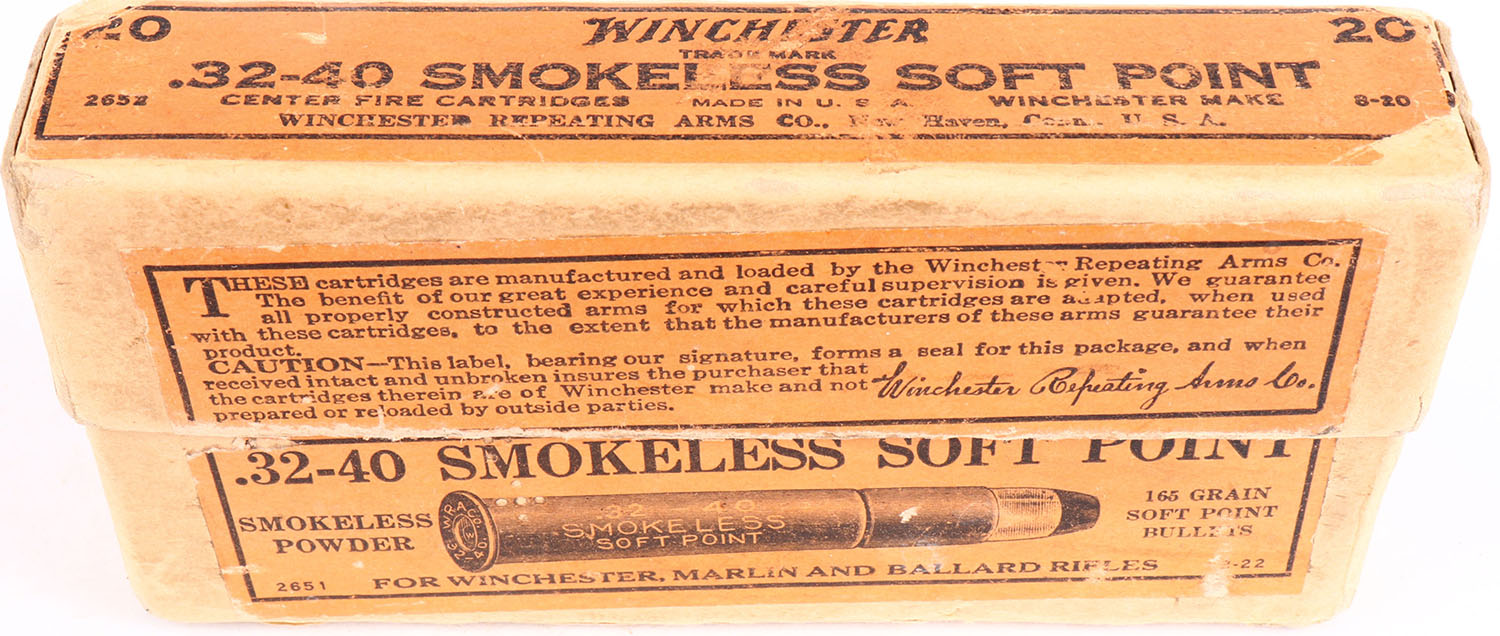 20 WINCHESTER 20
TRADE MARK
.32-40 SMOKELESS SOFT POINT
2652 CENTER FIRE CARTRIDGES MADE IN U. S. A. WINCHESTER MAKE 8-20
WINCHESTER REPEATING ARMS CO., New Haven, Conn. U. S. A.
THESE cartridges are manufactured and loaded by the Winchester Repeating Arms Co.
The benefit of our great experience and careful supervision is given. We guarantee
all properly constructed arms for which these cartridges are adapted, when used
with these cartridges, to the extent that the manufacturers of these arms guarantee their
product.
CAUTION—This label, bearing our signature, forms a seal for this package, and when
received intact and unbroken insures the purchaser that
the cartridges therein are of Winchester make and not
prepared or reloaded by outside parties.
Winchester Repeating Arms Co.
.32-40 SMOKELESS SOFT POINT
SMOKELESS
POWDER
W.R.A.CO.
W
32-40.
32 40
SMOKELESS
SOFT POINT
165 GRAIN
SOFT POINT
BULLETS
2651 FOR WINCHESTER, MARLIN AND BALLARD RIFLES -22